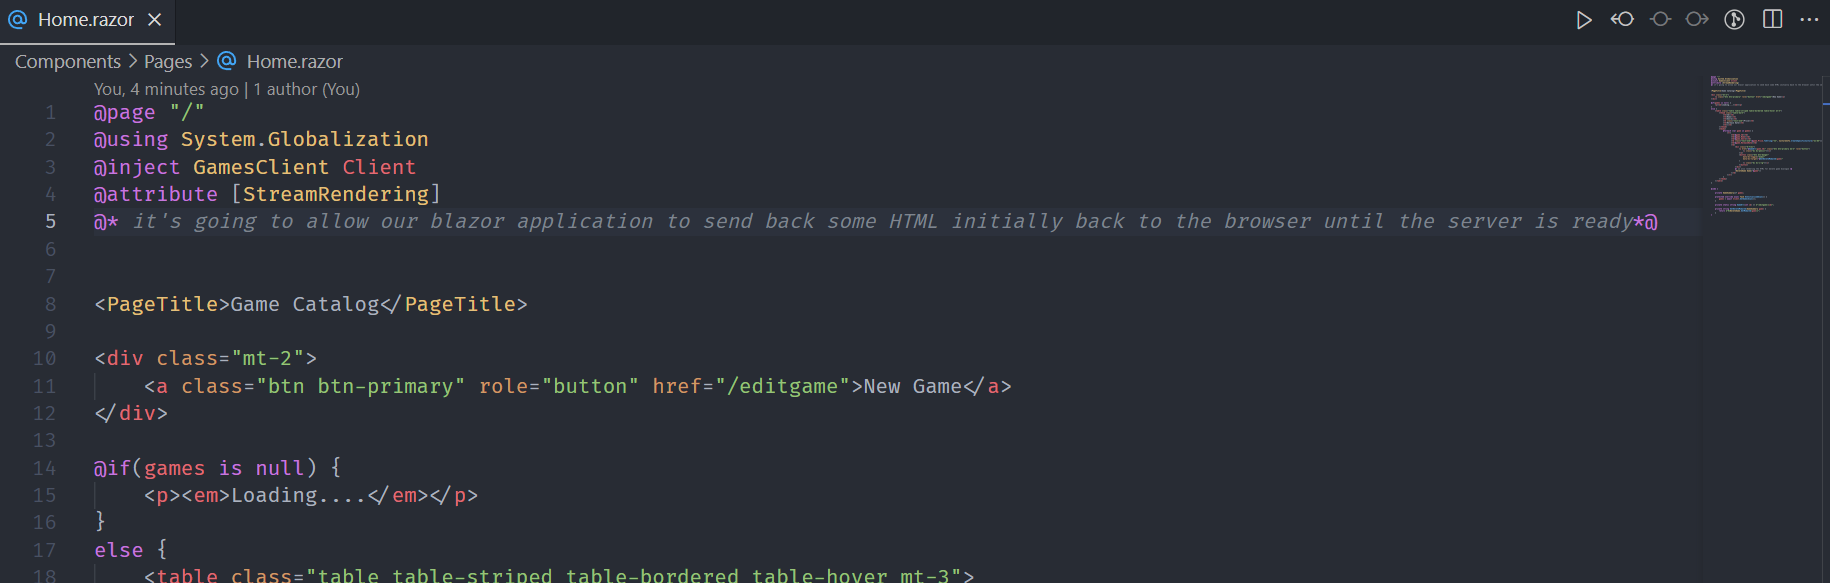 @ Home.razor
Components > Pages > @ Home.razor
You, 4 minutes ago | 1 author (You)
1 @page "/"
2 @using System.Globalization
3 @inject GamesClient Client
4 @attribute [StreamRendering]
5 @* it's going to allow our blazor application to send back some HTML initially back to the browser until the server is ready*@
6
7
8 <PageTitle>Game Catalog</PageTitle>
9
10 <div class="mt-2">
11     <a class="btn btn-primary" role="button" href="/editgame">New Game</a>
12 </div>
13
14 @if(games is null) {
15     <p><em>Loading....</em></p>
16 }
17 else {
18     <table class="table table-striped table-bordered table-hover mt-3">